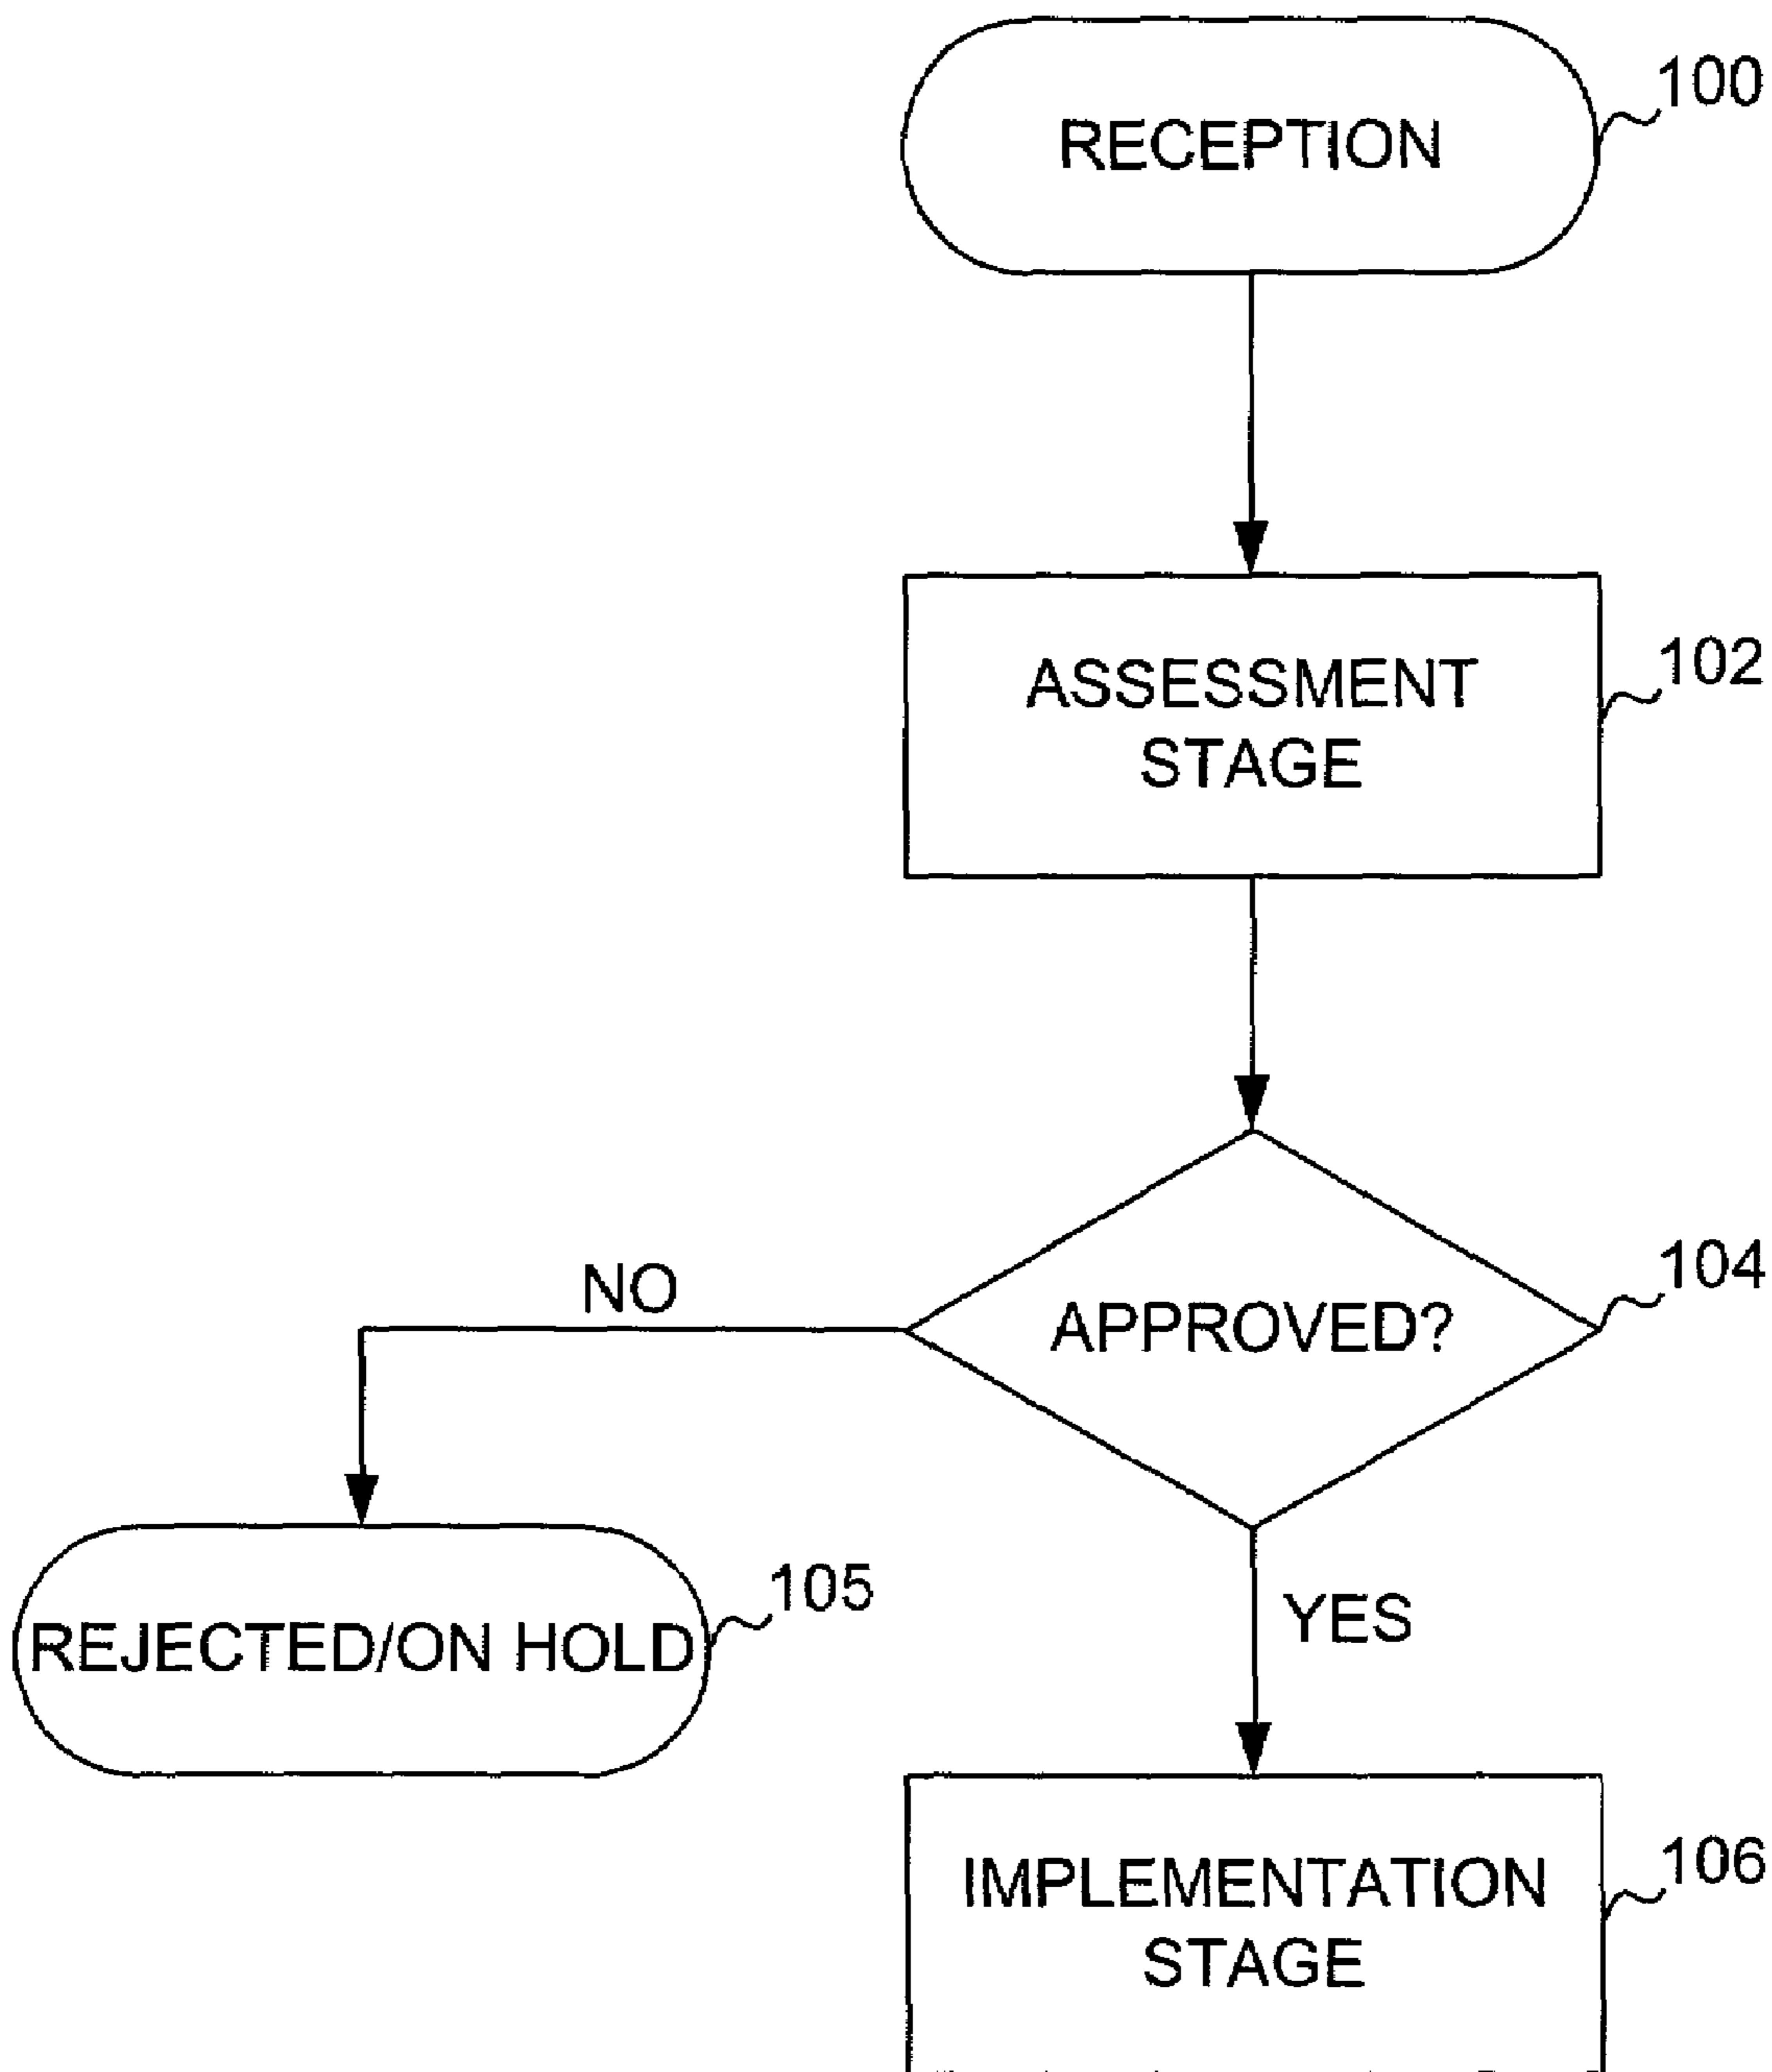 RECEPTION
100
ASSESSMENT
STAGE
102
APPROVED?
104
NO
YES
REJECTED/ON HOLD
105
IMPLEMENTATION
STAGE
106